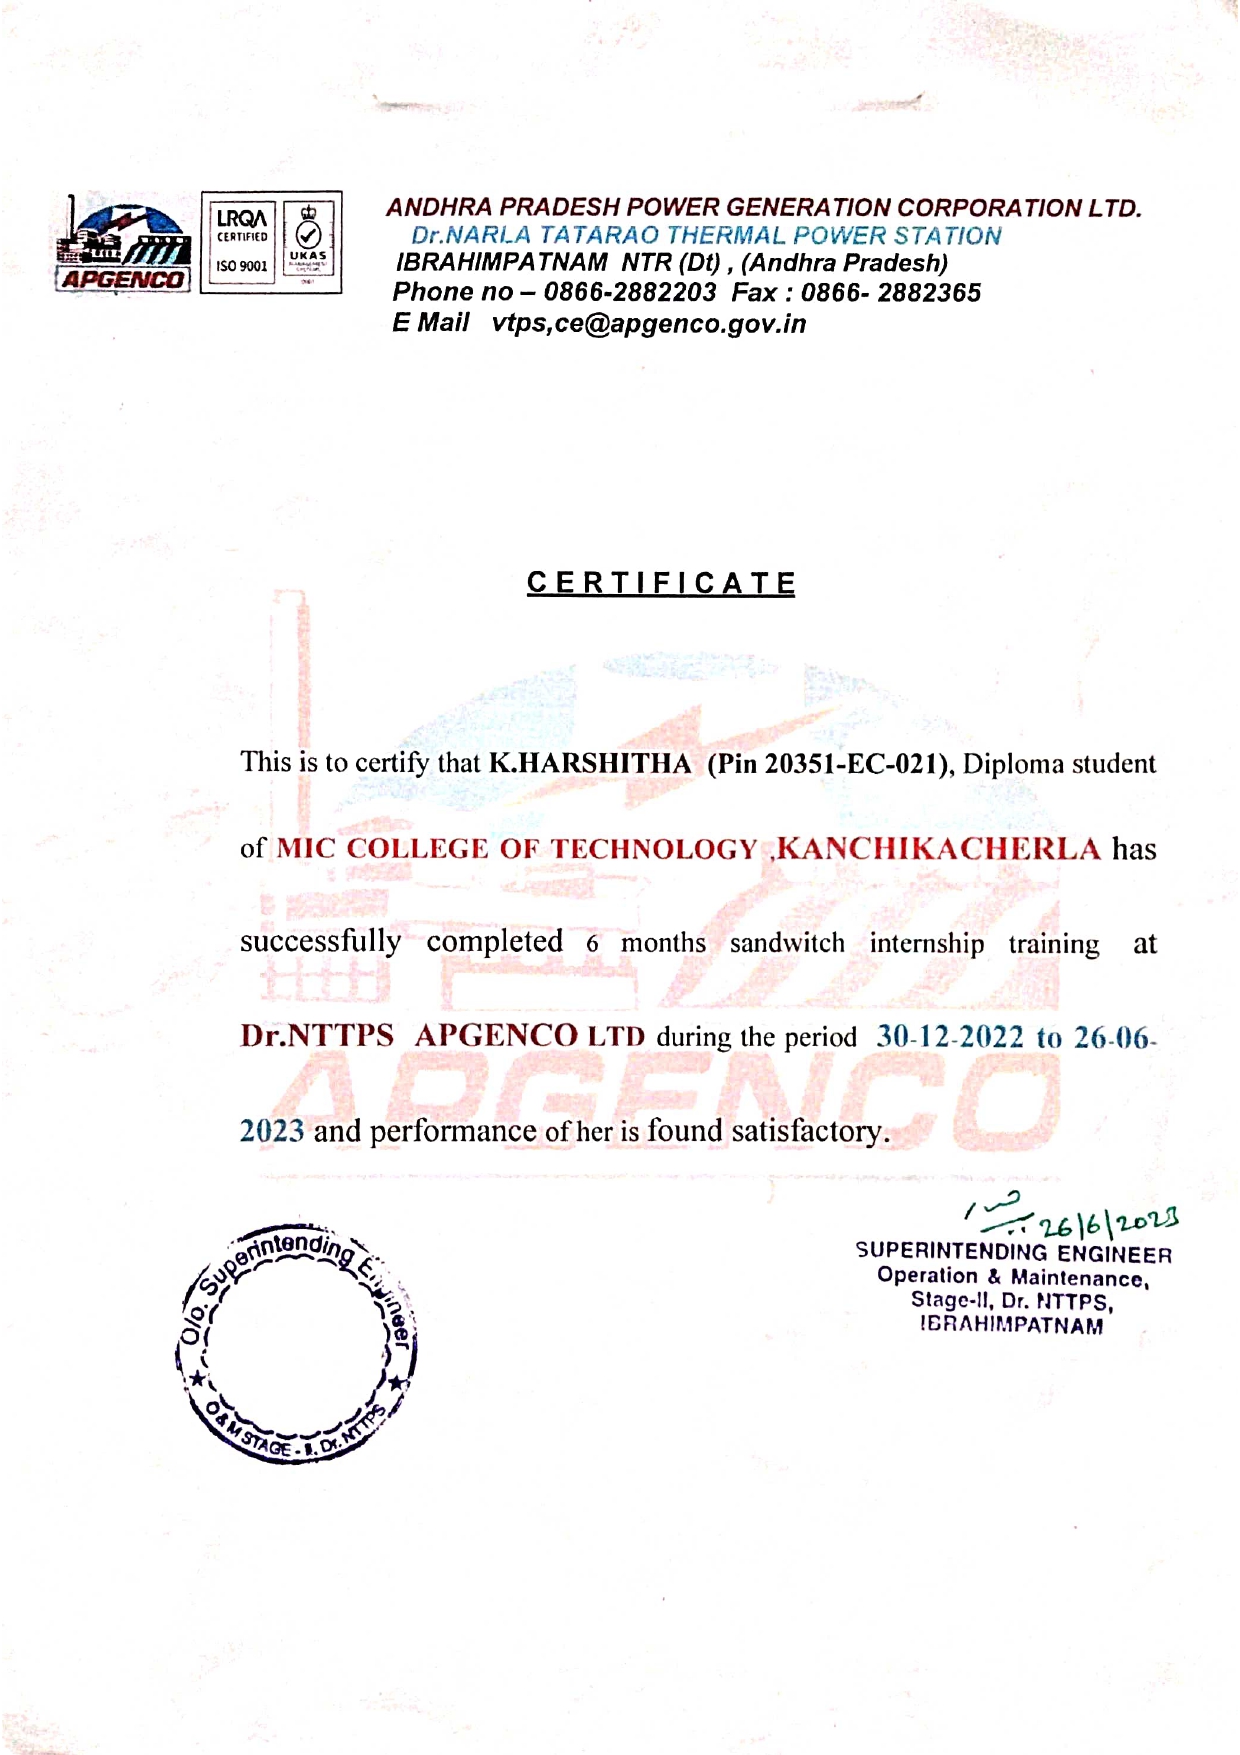 ANDHRA PRADESH POWER GENERATION CORPORATION LTD.
Dr.NARLA TATARAO THERMAL POWER STATION
IBRAHIMPATNAM NTR (Dt) , (Andhra Pradesh)
Phone no – 0866-2882203 Fax : 0866- 2882365
E Mail vtps,ce@apgenco.gov.in
APGENCO
LRQA
CERTIFIED
ISO 9001
UKAS
CERTIFICATE
This is to certify that K.HARSHITHA (Pin 20351-EC-021), Diploma student
of MIC COLLEGE OF TECHNOLOGY ,KANCHIKACHERLA has
successfully completed 6 months sandwitch internship training at
Dr.NTTPS APGENCO LTD during the period 30-12-2022 to 26-06-
2023 and performance of her is found satisfactory.
APGENCO
26/6/2023
SUPERINTENDING ENGINEER
Operation & Maintenance,
Stage-II, Dr. NTTPS,
IBRAHIMPATNAM
O/o. Superintending Engineer
O & M STAGE - II. Dr. NTTPS